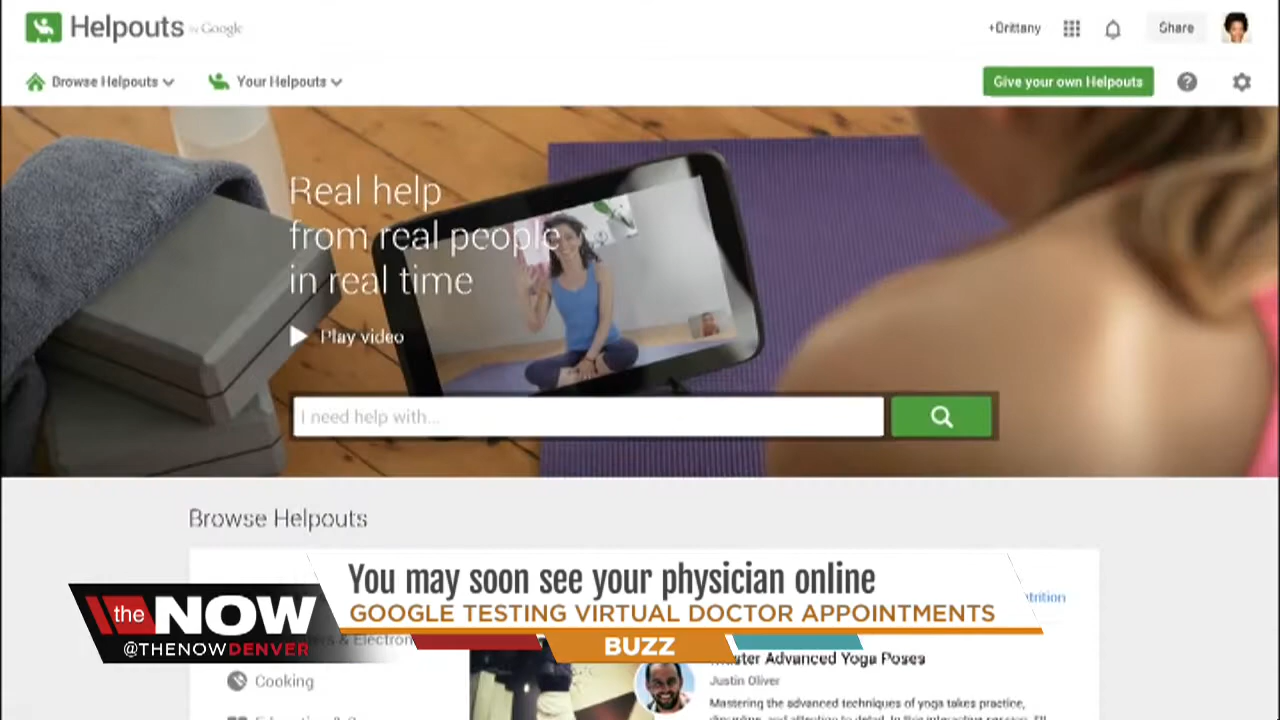 Helpouts by Google
+Brittany
Share
Browse Helpouts
Your Helpouts
Give your own Helpouts
Real help
from real people
in real time
Play video
I need help with...
Browse Helpouts
You may soon see your physician online
GOOGLE TESTING VIRTUAL DOCTOR APPOINTMENTS
the NOW
@THENOWDENVER
BUZZ
& Electron
Cooking
Master Advanced Yoga Poses
Justin Oliver
Mastering the advanced techniques of yoga takes practice,